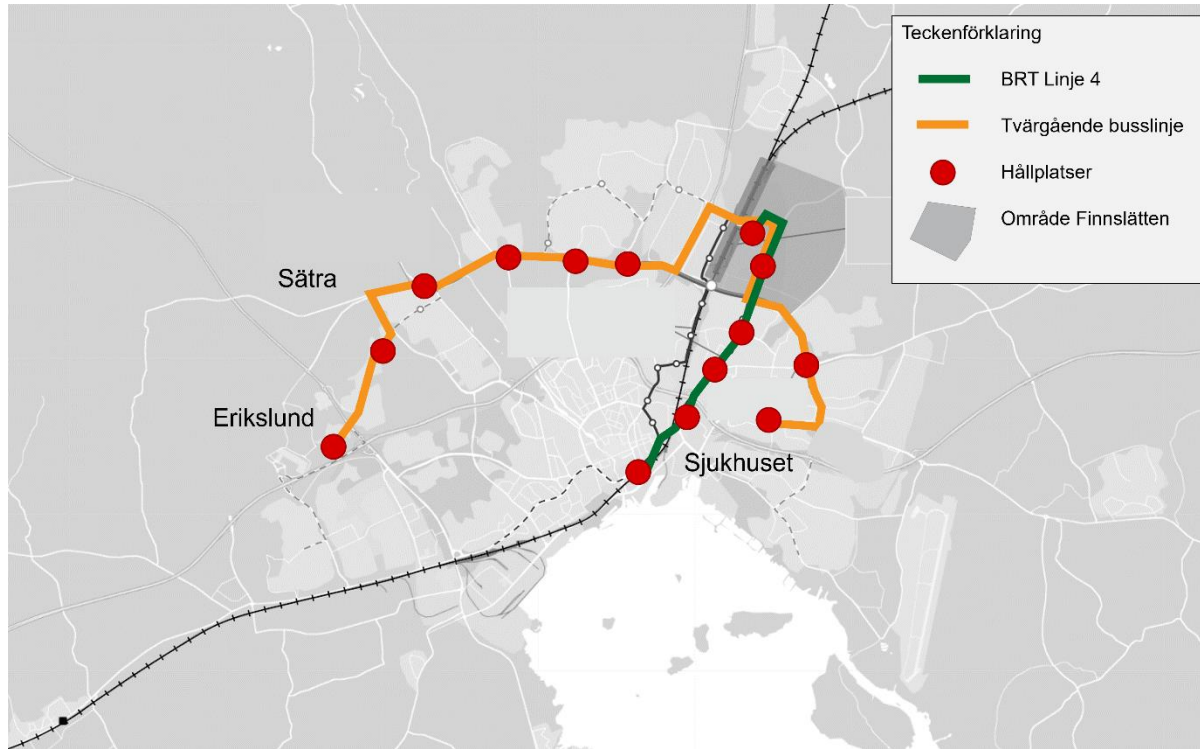 Teckenförklaring
BRT Linje 4
Tvärgående busslinje
Hållplatser
Område Finnslätten
Sätra
Erikslund
Sjukhuset